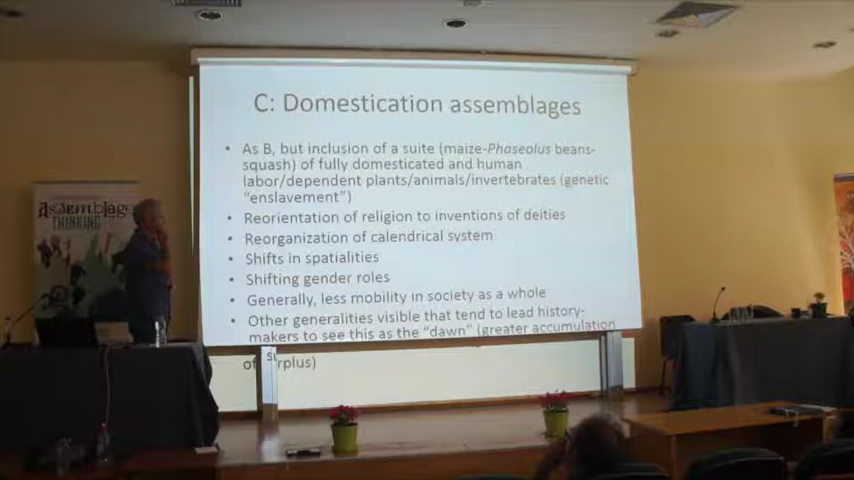 C: Domestication assemblages
• As B, but inclusion of a suite (maize-Phaseolus beans-
squash) of fully domesticated and human
labor/dependent plants/animals/invertebrates (genetic
"enslavement")
• Reorientation of religion to inventions of deities
• Reorganization of calendrical system
• Shifts in spatialities
• Shifting gender roles
• Generally, less mobility in society as a whole
• Other generalities visible that tend to lead history-
makers to see this as the "dawn" (greater accumulation
of surplus)
Assemblage
THINKING